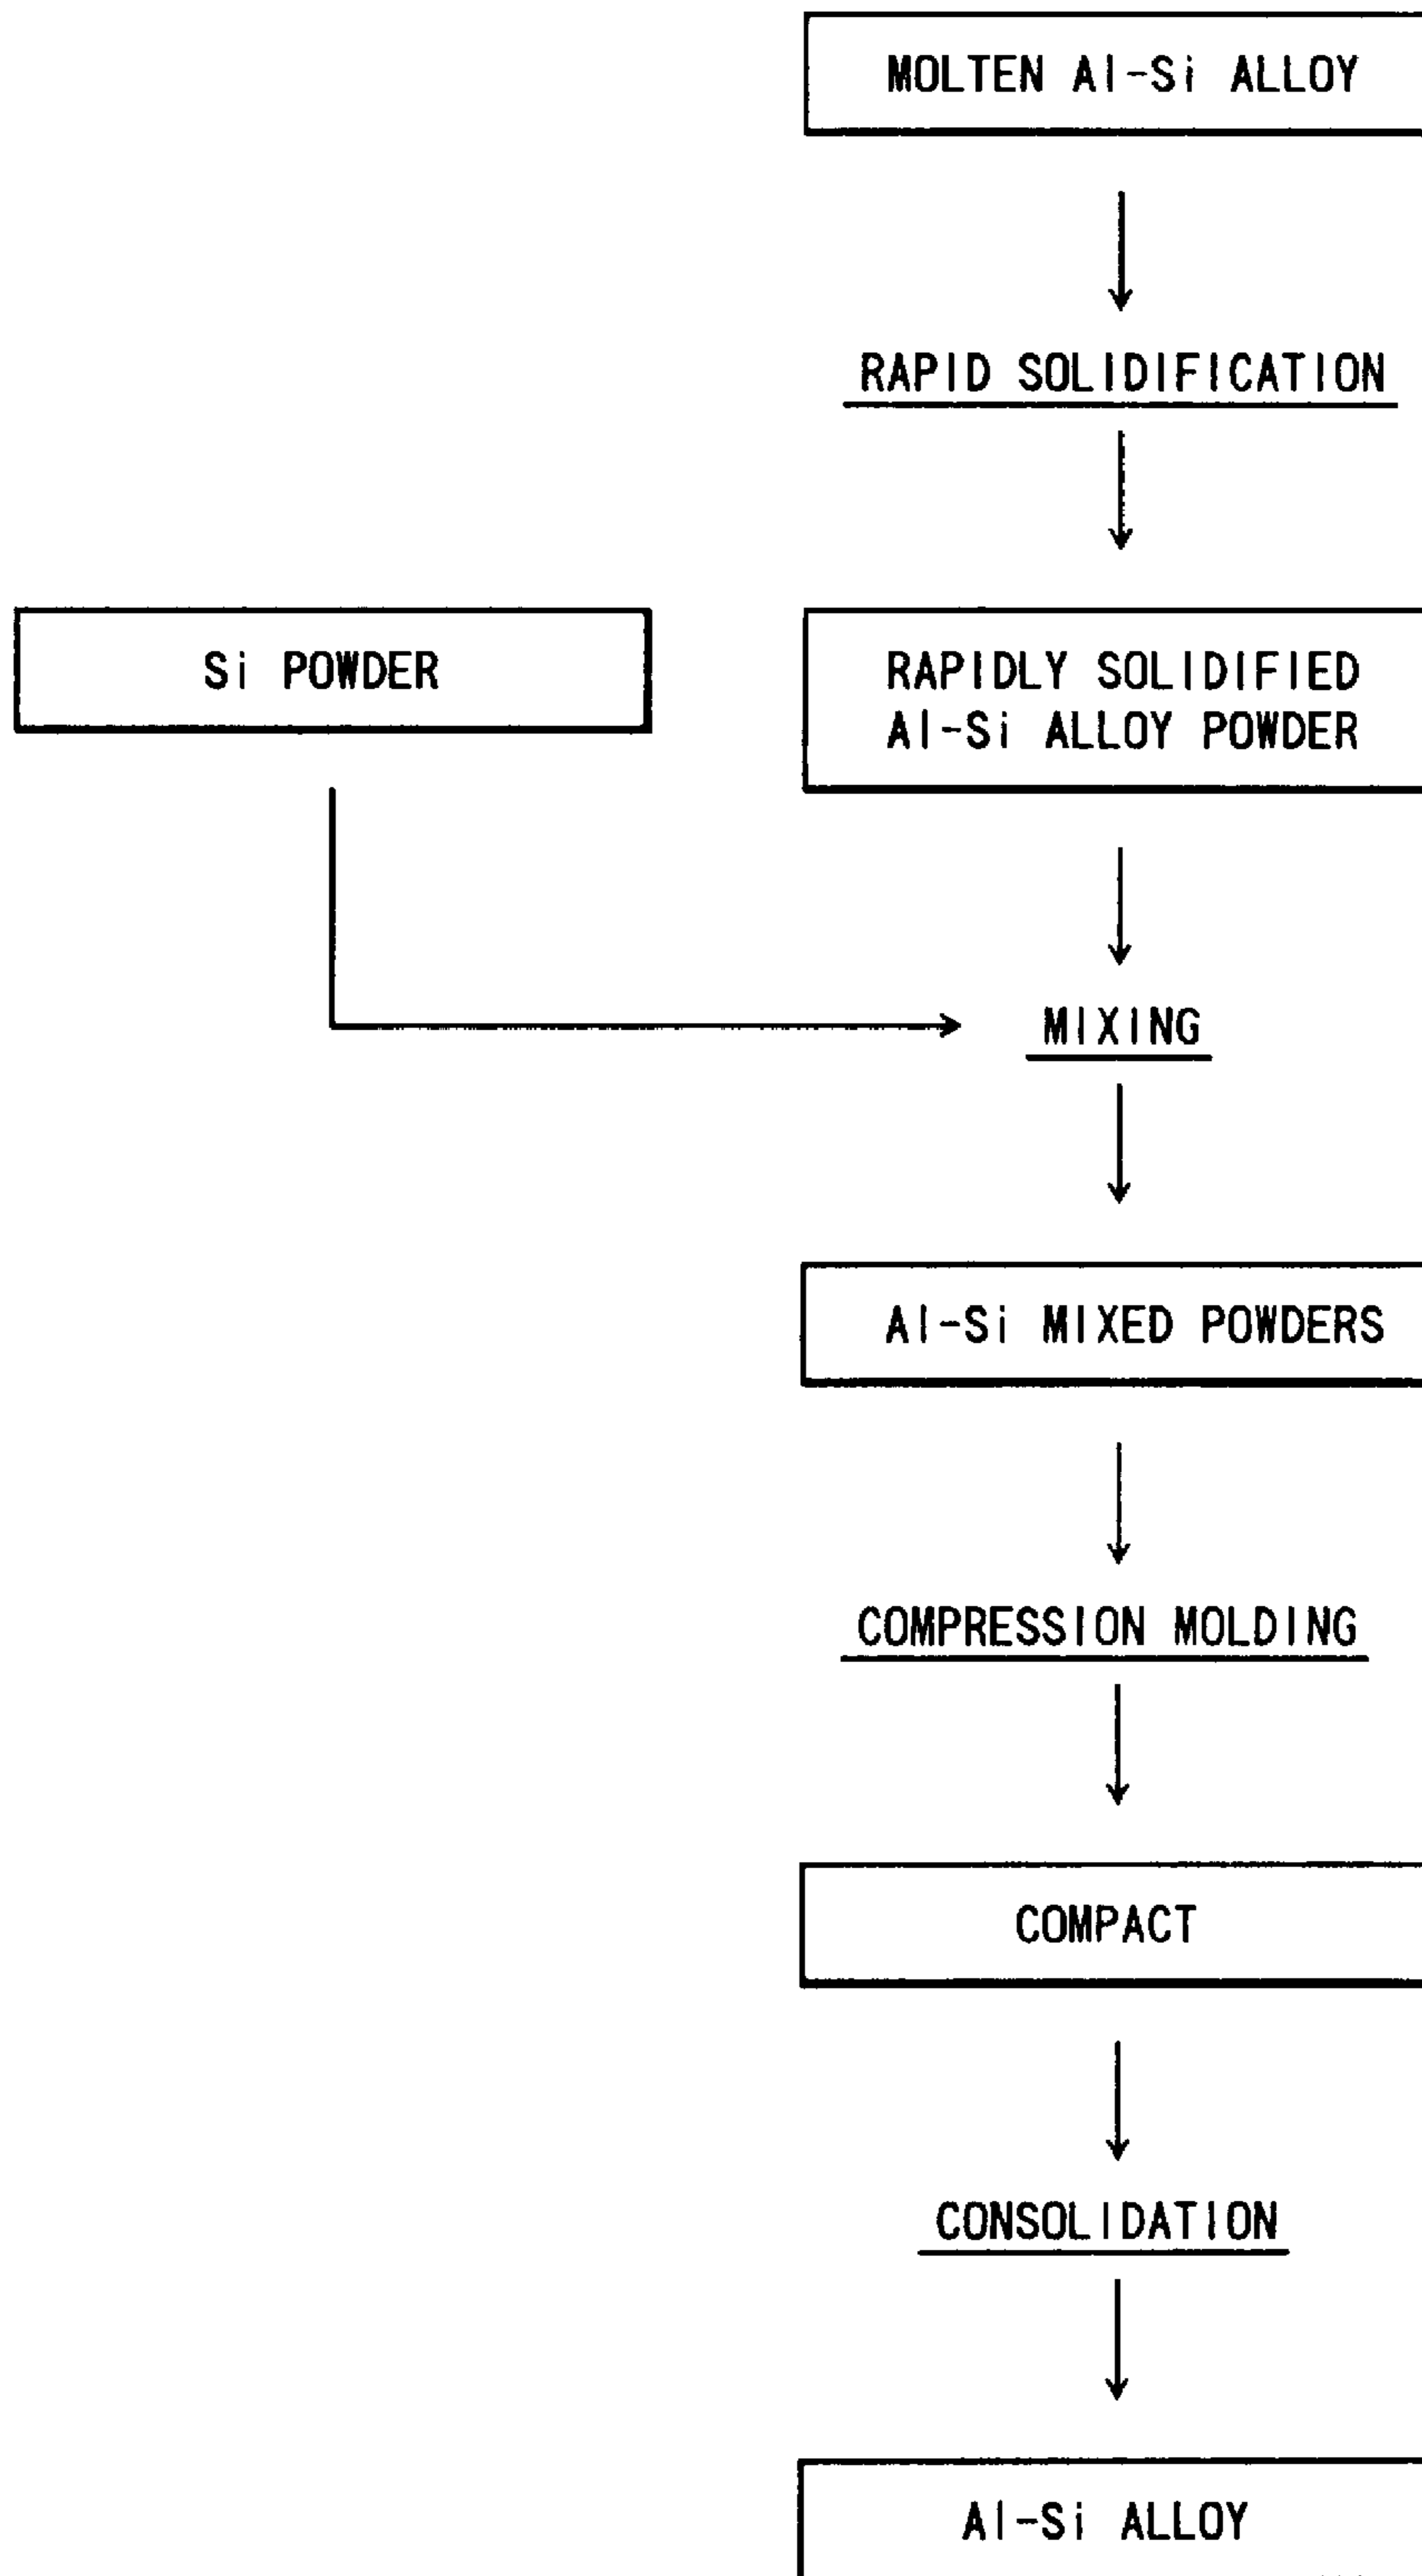 MOLTEN Al-Si ALLOY
RAPID SOLIDIFICATION
Si POWDER
RAPIDLY SOLIDIFIED
Al-Si ALLOY POWDER
MIXING
Al-Si MIXED POWDERS
COMPRESSION MOLDING
COMPACT
CONSOLIDATION
Al-Si ALLOY